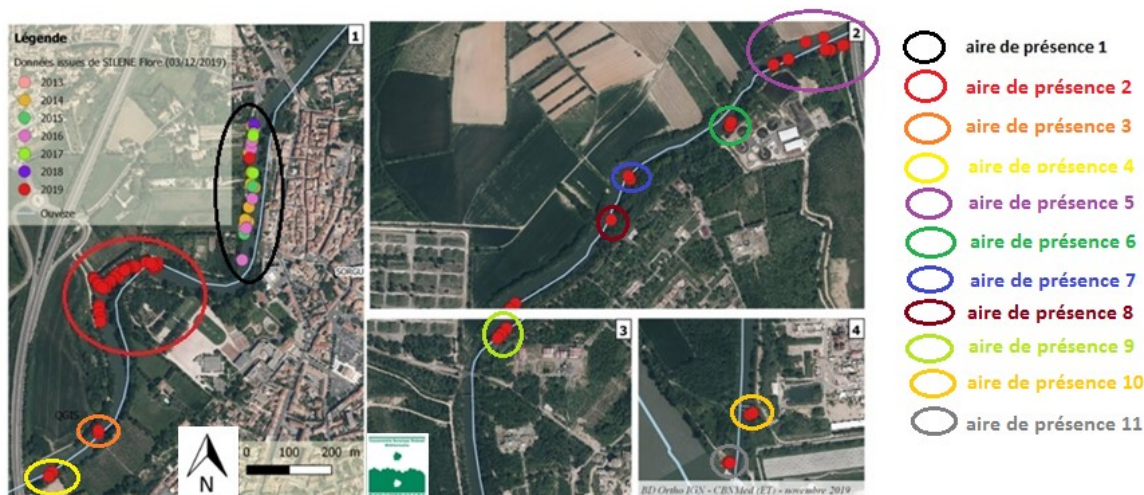 Légende
Données issues de SILENE Flore (03/12/2019)
2013
2014
2015
2016
2017
2018
2019
Ouvèze
1
SORGU
QGIS
N
0 100 200 m
2
3
4
BD Ortho IGN - CBNMed (ET) - novembre 2019
aire de présence 1
aire de présence 2
aire de présence 3
aire de présence 4
aire de présence 5
aire de présence 6
aire de présence 7
aire de présence 8
aire de présence 9
aire de présence 10
aire de présence 11